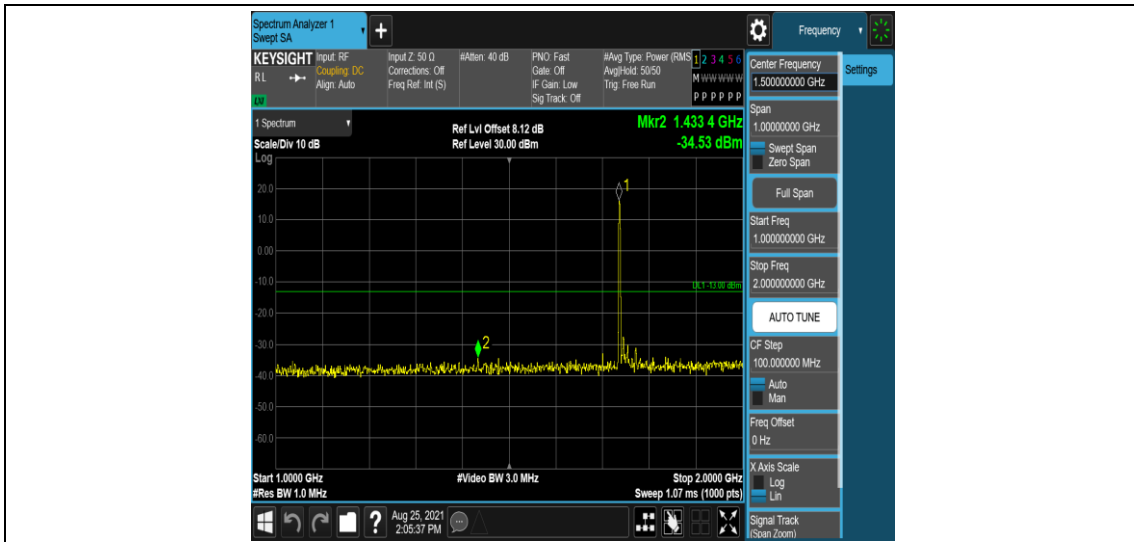 Spectrum Analyzer 1
Swept SA
+
Frequency
KEYSIGHT
RL
LXI
Input: RF
Coupling: DC
Align: Auto
Input Z: 50 Ω
Corrections: Off
Freq Ref: Int (S)
#Atten: 40 dB
PNO: Fast
Gate: Off
IF Gain: Low
Sig Track: Off
#Avg Type: Power (RMS
Avg|Hold: 50/50
Trig: Free Run
1 2 3 4 5 6
M W W W W W
P P P P P P
1 Spectrum
Scale/Div 10 dB
Log
Ref Lvl Offset 8.12 dB
Ref Level 30.00 dBm
Mkr2 1.433 4 GHz
-34.53 dBm
1
20.0
10.0
0.00
-10.0
DL1 -13.00 dBm
-20.0
-30.0
2
-40.0
-50.0
-60.0
Start 1.0000 GHz
#Res BW 1.0 MHz
#Video BW 3.0 MHz
Stop 2.0000 GHz
Sweep 1.07 ms (1000 pts)
Center Frequency
1.500000000 GHz
Settings
Span
1.00000000 GHz
Swept Span
Zero Span
Full Span
Start Freq
1.000000000 GHz
Stop Freq
2.000000000 GHz
AUTO TUNE
CF Step
100.000000 MHz
Auto
Man
Freq Offset
0 Hz
X Axis Scale
Log
Lin
Signal Track
(Span Zoom)
?
Aug 25, 2021
2:05:37 PM